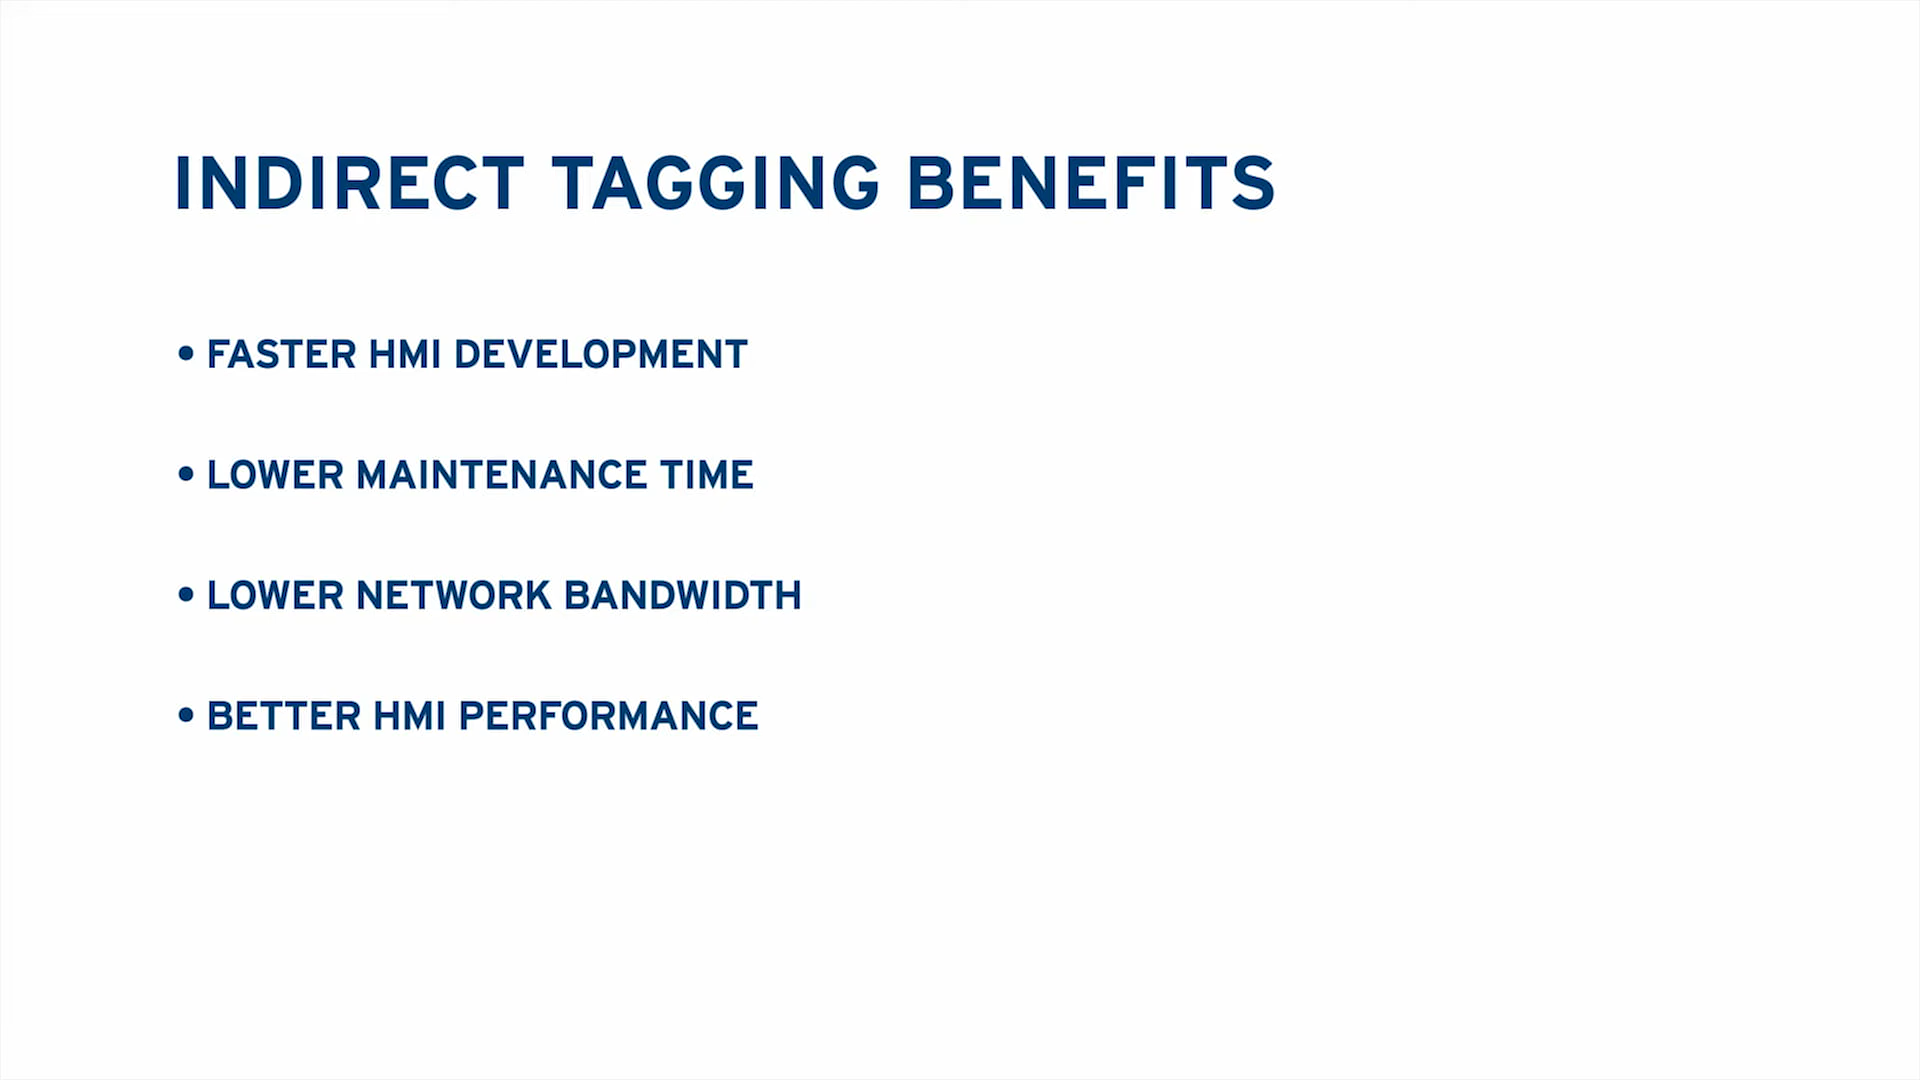 INDIRECT TAGGING BENEFITS
• FASTER HMI DEVELOPMENT
• LOWER MAINTENANCE TIME
• LOWER NETWORK BANDWIDTH
• BETTER HMI PERFORMANCE